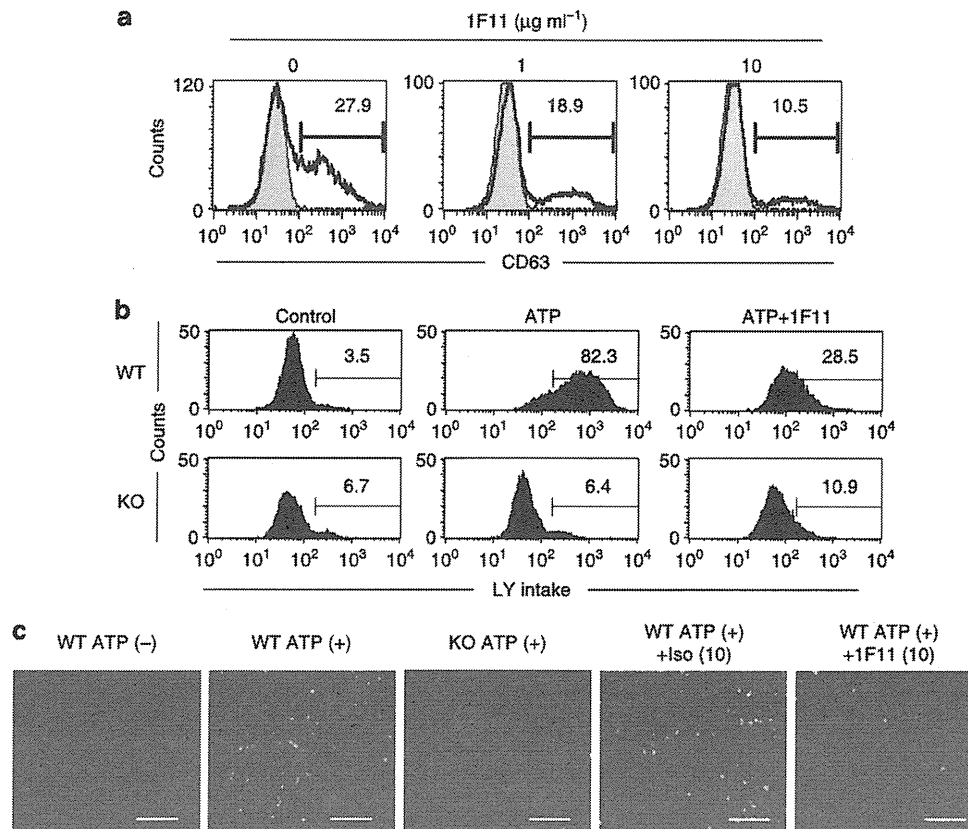 a
1F11 (μg ml⁻¹)
0 1 10
120 100 100
27.9 18.9 10.5
Counts
0 0 0
10⁰ 10¹ 10² 10³ 10⁴ 10⁰ 10¹ 10² 10³ 10⁴ 10⁰ 10¹ 10² 10³ 10⁴
CD63
b
Control ATP ATP+1F11
WT
50 50 50
3.5 82.3 28.5
0 0 0
10⁰ 10¹ 10² 10³ 10⁴ 10⁰ 10¹ 10² 10³ 10⁴ 10⁰ 10¹ 10² 10³ 10⁴
Counts
KO
50 50 50
6.7 6.4 10.9
0 0 0
10⁰ 10¹ 10² 10³ 10⁴ 10⁰ 10¹ 10² 10³ 10⁴ 10⁰ 10¹ 10² 10³ 10⁴
LY intake
c
WT ATP (–) WT ATP (+) KO ATP (+) WT ATP (+) WT ATP (+)
+Iso (10) +1F11 (10)